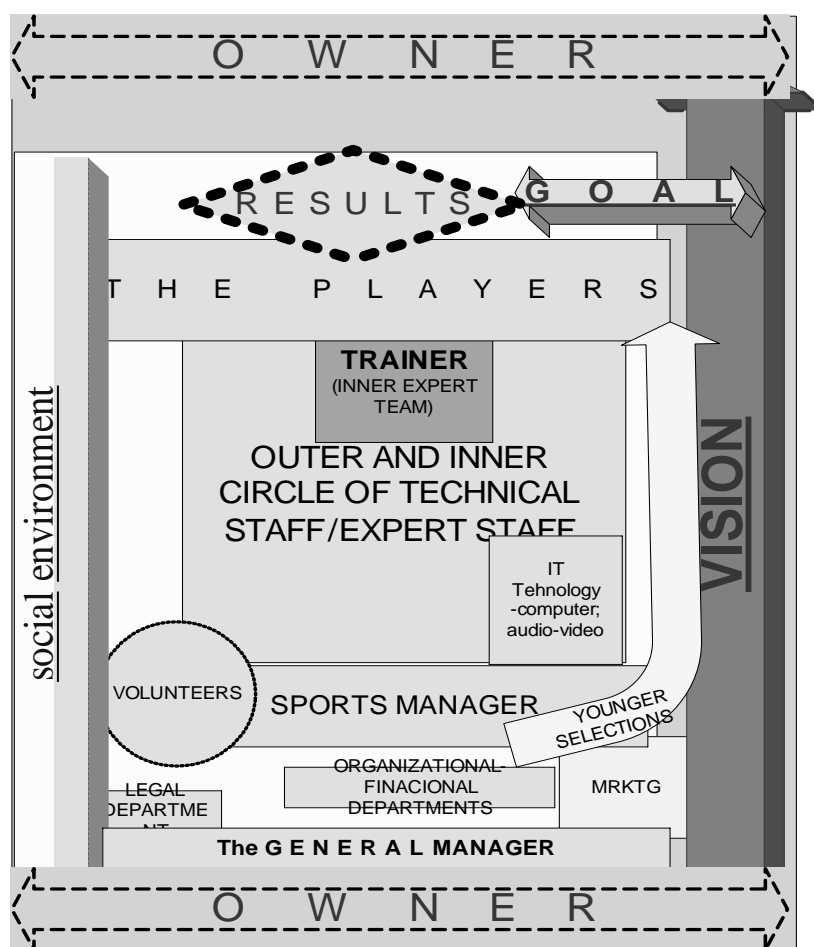 O W N E R
R E S U L T S
G O A L
T H E P L A Y E R S
TRAINER
(INNER EXPERT
TEAM)
OUTER AND INNER
CIRCLE OF TECHNICAL
STAFF/EXPERT STAFF
social environment
VISION
IT
Tehnology
-computer;
audio-video
VOLUNTEERS
SPORTS MANAGER
YOUNGER
SELECTIONS
ORGANIZATIONAL-
FINACIONAL
DEPARTMENTS
MRKTG
LEGAL
DEPARTME
NT
The G E N E R A L MANAGER
O W N E R